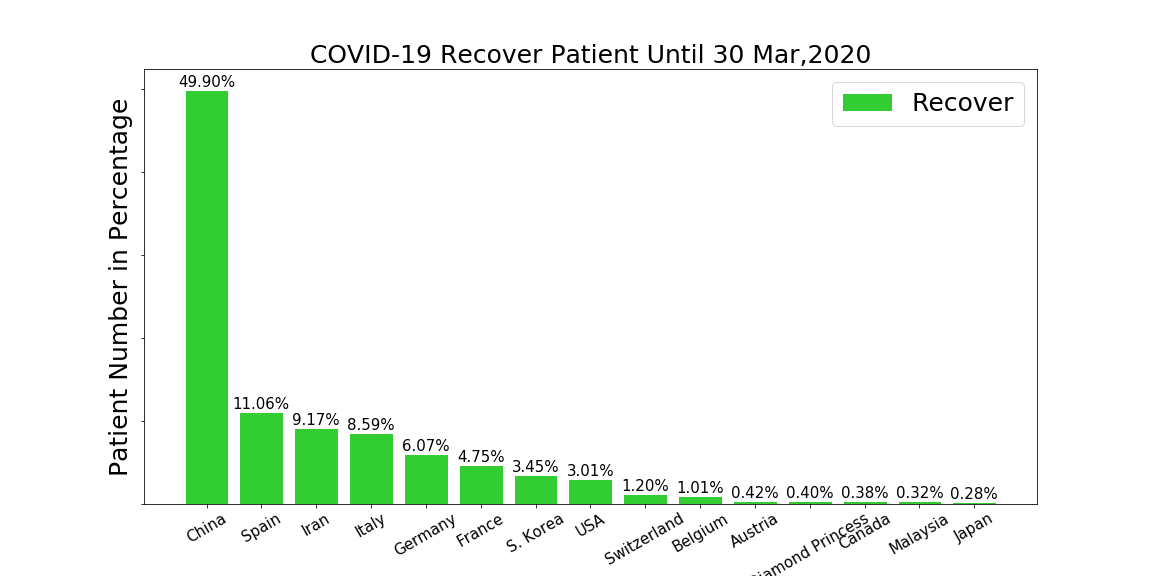 COVID-19 Recover Patient Until 30 Mar,2020
Recover
Patient Number in Percentage
49.90%
11.06%
9.17%
8.59%
6.07%
4.75%
3.45%
3.01%
1.20%
1.01%
0.42%
0.40%
0.38%
0.32%
0.28%
China
Spain
Iran
Italy
Germany
France
S. Korea
USA
Switzerland
Belgium
Austria
iamond Princess
Canada
Malaysia
Japan